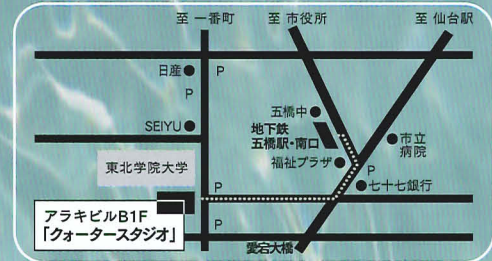 至 一番町
至 市役所
至 仙台駅
日産
P
P
五橋中
SEIYU
地下鉄
五橋駅・南口
市立
病院
東北学院大学
福祉プラザ
P
P
七十七銀行
アラキビルB1F
「クォータースタジオ」
P
愛宕大橋